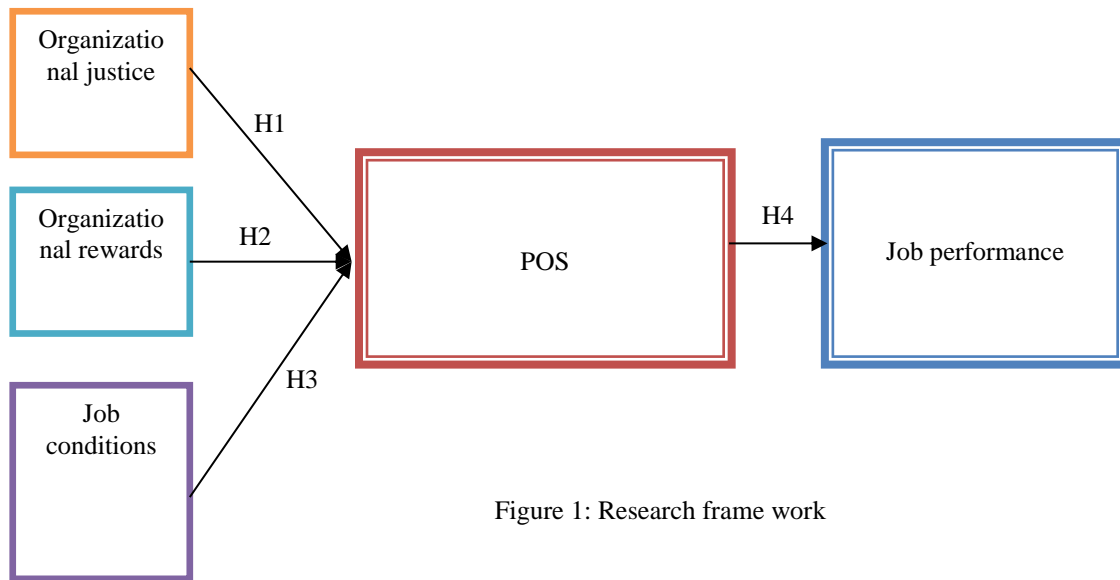 Organizatio
nal justice
H1
Organizatio
nal rewards
H2
POS
H4
Job performance
H3
Job
conditions
Figure 1: Research frame work